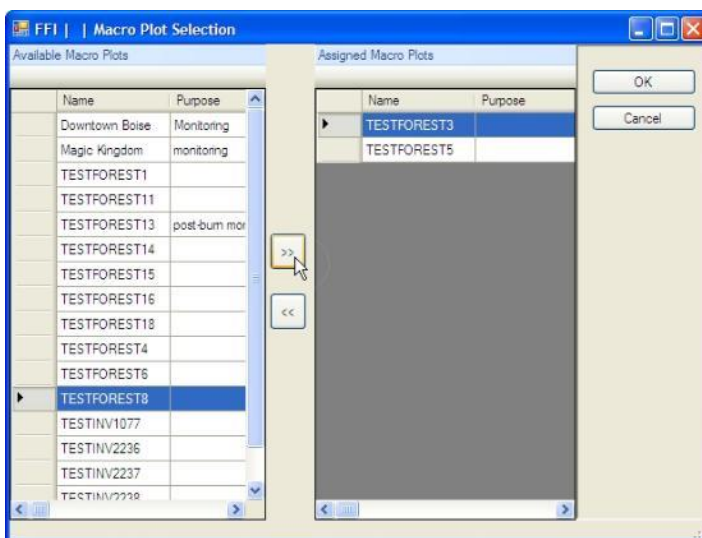 FFI | | Macro Plot Selection
Available Macro Plots
Name Purpose
Downtown Boise Monitoring
Magic Kingdom monitoring
TESTFOREST1
TESTFOREST11
TESTFOREST13 post-burn mor
TESTFOREST14
TESTFOREST15
TESTFOREST16
TESTFOREST18
TESTFOREST4
TESTFOREST6
TESTFOREST8
TESTINV1077
TESTINV2236
TESTINV2237
TESTINV2238
>>
<<
Assigned Macro Plots
Name Purpose
TESTFOREST3
TESTFOREST5
OK
Cancel